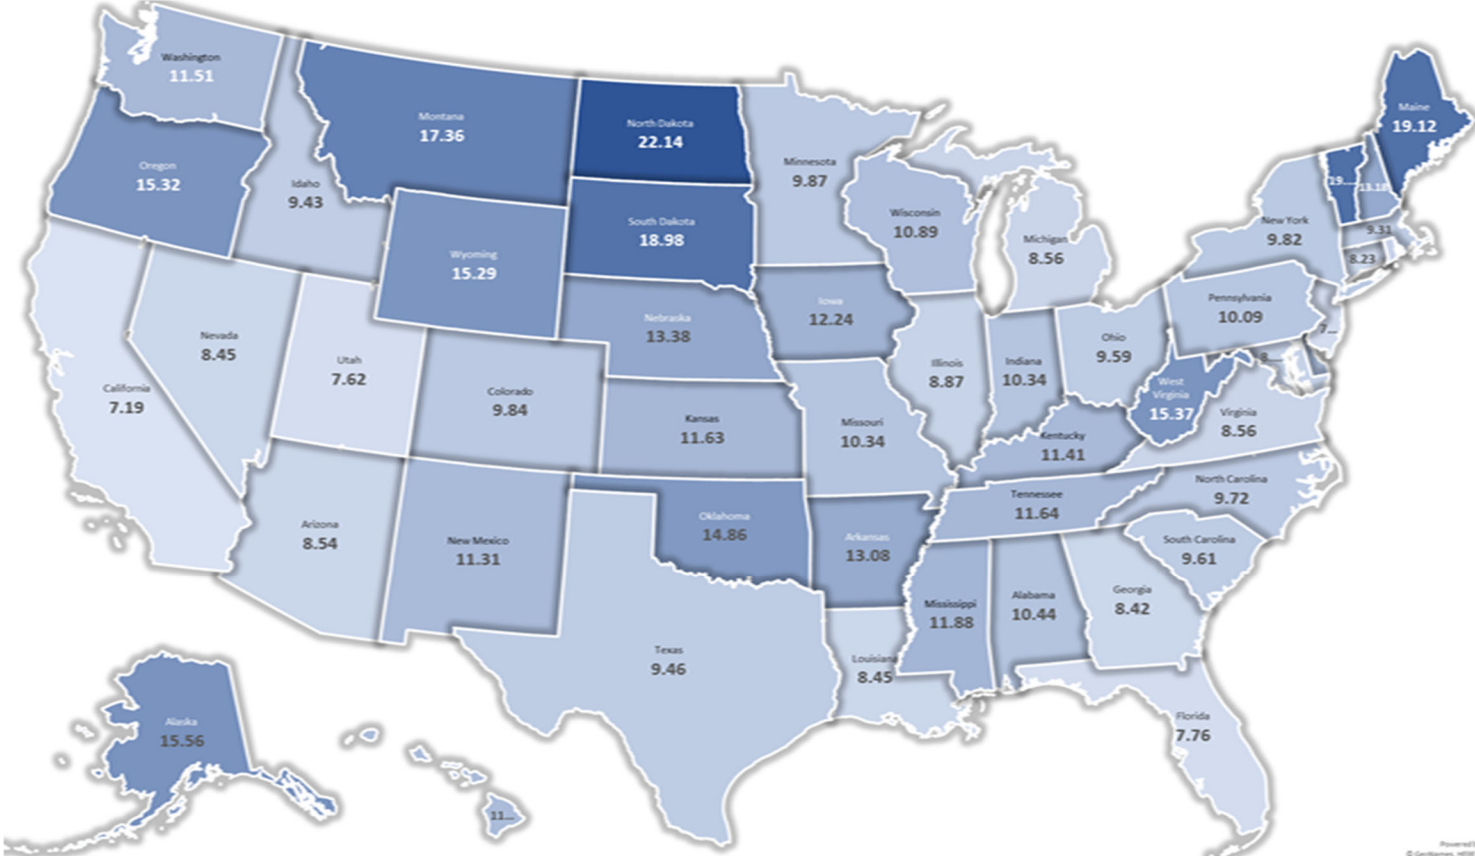 Washington
11.51
Montana
17.36
North Dakota
22.14
Maine
19.12
Oregon
15.32
Idaho
9.43
Minnesota
9.87
19...
13.18
South Dakota
18.98
Wisconsin
10.89
New York
9.82
9.31
Michigan
8.56
8.23
Wyoming
15.29
Iowa
12.24
Pennsylvania
10.09
Nebraska
13.38
7...
Nevada
8.45
Ohio
9.59
Utah
7.62
Illinois
8.87
Indiana
10.34
8...
California
7.19
Colorado
9.84
West
Virginia
15.37
Kansas
11.63
Missouri
10.34
Virginia
8.56
Kentucky
11.41
North Carolina
9.72
Tennessee
11.64
Arizona
8.54
New Mexico
11.31
Oklahoma
14.86
Arkansas
13.08
South Carolina
9.61
Mississippi
11.88
Alabama
10.44
Georgia
8.42
Texas
9.46
Louisiana
8.45
Alaska
15.56
Florida
7.76
11...
Powered
© GeoNames,